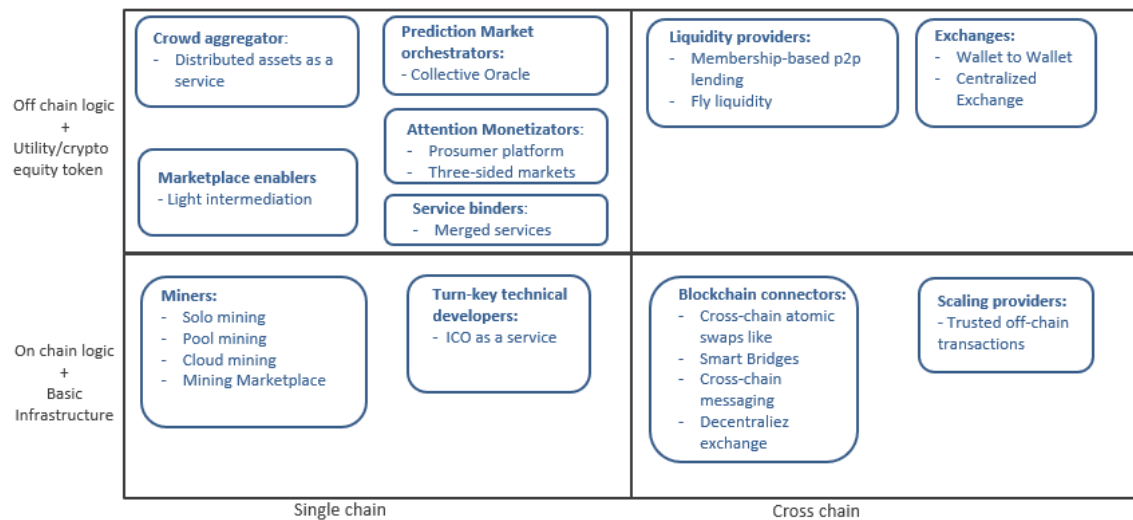 Off chain logic
+
Utility/crypto
equity token
Crowd aggregator:
- Distributed assets as a
service
Prediction Market
orchestrators:
- Collective Oracle
Attention Monetizators:
- Prosumer platform
- Three-sided markets
Marketplace enablers
- Light intermediation
Service binders:
- Merged services
Liquidity providers:
- Membership-based p2p
lending
- Fly liquidity
Exchanges:
- Wallet to Wallet
- Centralized
Exchange
On chain logic
+
Basic
Infrastructure
Miners:
- Solo mining
- Pool mining
- Cloud mining
- Mining Marketplace
Turn-key technical
developers:
- ICO as a service
Blockchain connectors:
- Cross-chain atomic
swaps like
- Smart Bridges
- Cross-chain
messaging
- Decentraliez
exchange
Scaling providers:
- Trusted off-chain
transactions
Single chain
Cross chain